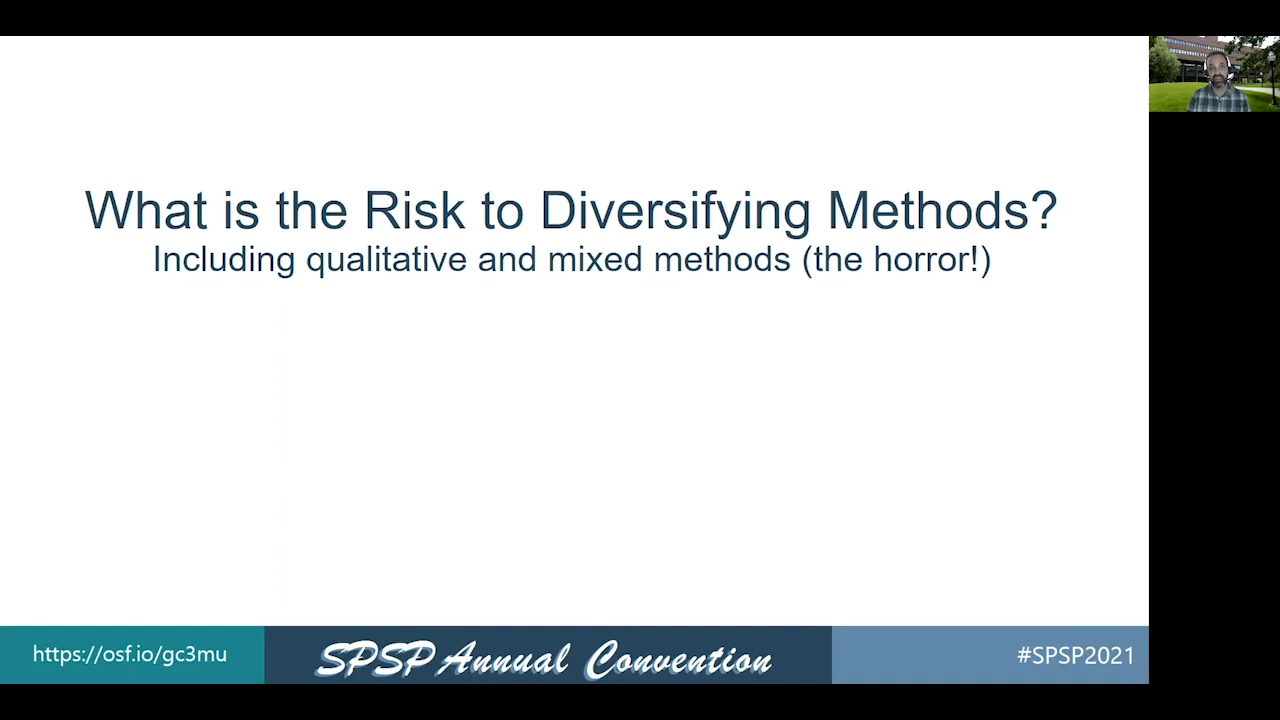 What is the Risk to Diversifying Methods?
Including qualitative and mixed methods (the horror!)
https://osf.io/gc3mu
SPSP Annual Convention
#SPSP2021